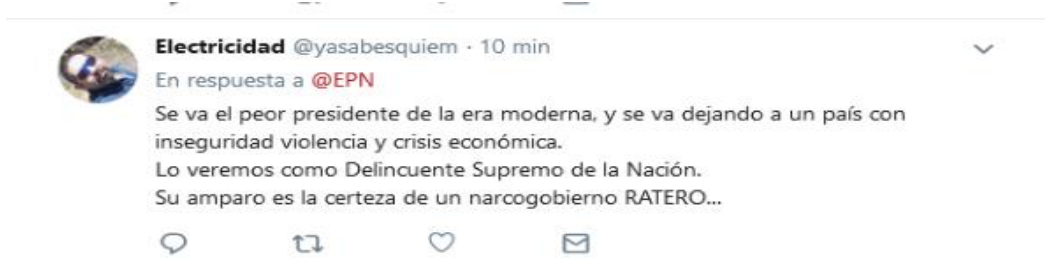 Electricidad @yasabesquiem · 10 min
En respuesta a @EPN
Se va el peor presidente de la era moderna, y se va dejando a un país con
inseguridad violencia y crisis económica.
Lo veremos como Delincuente Supremo de la Nación.
Su amparo es la certeza de un narcogobierno RATERO...